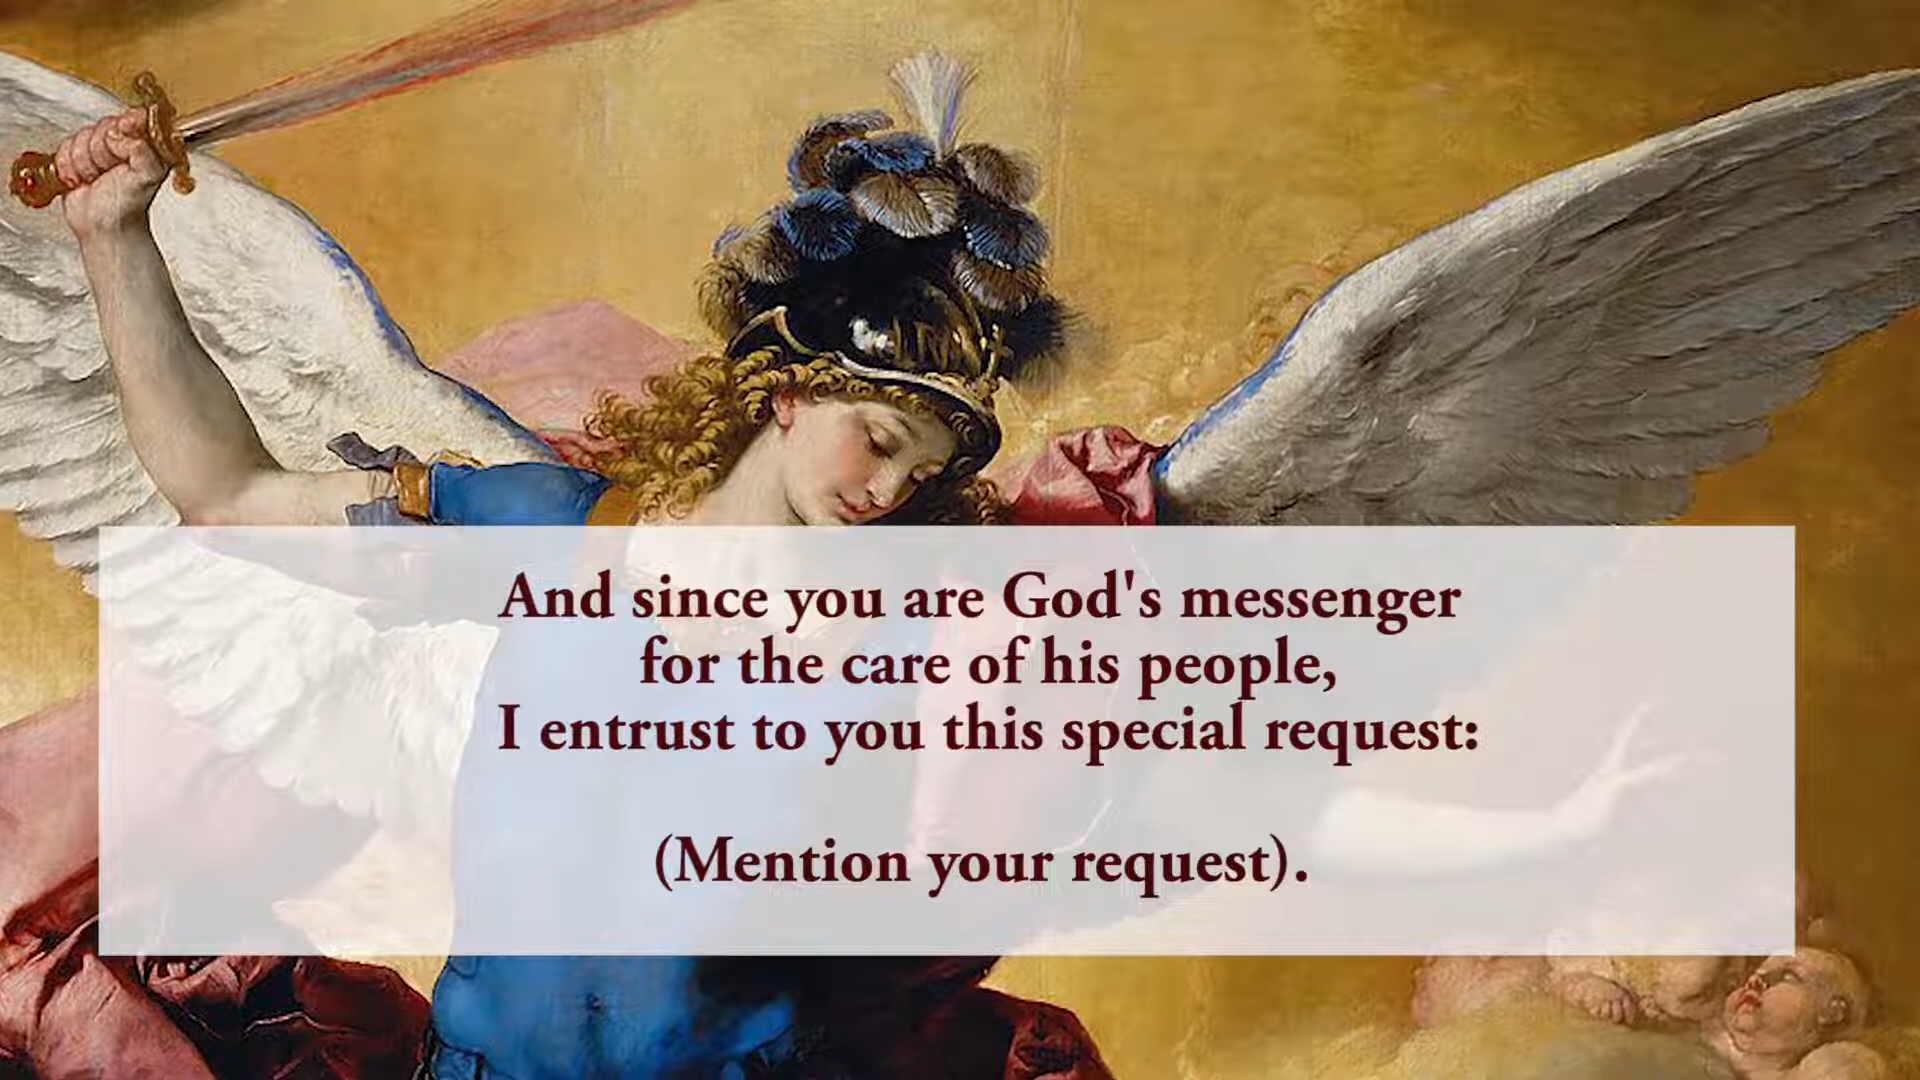 And since you are God's messenger
for the care of his people,
I entrust to you this special request:
(Mention your request).